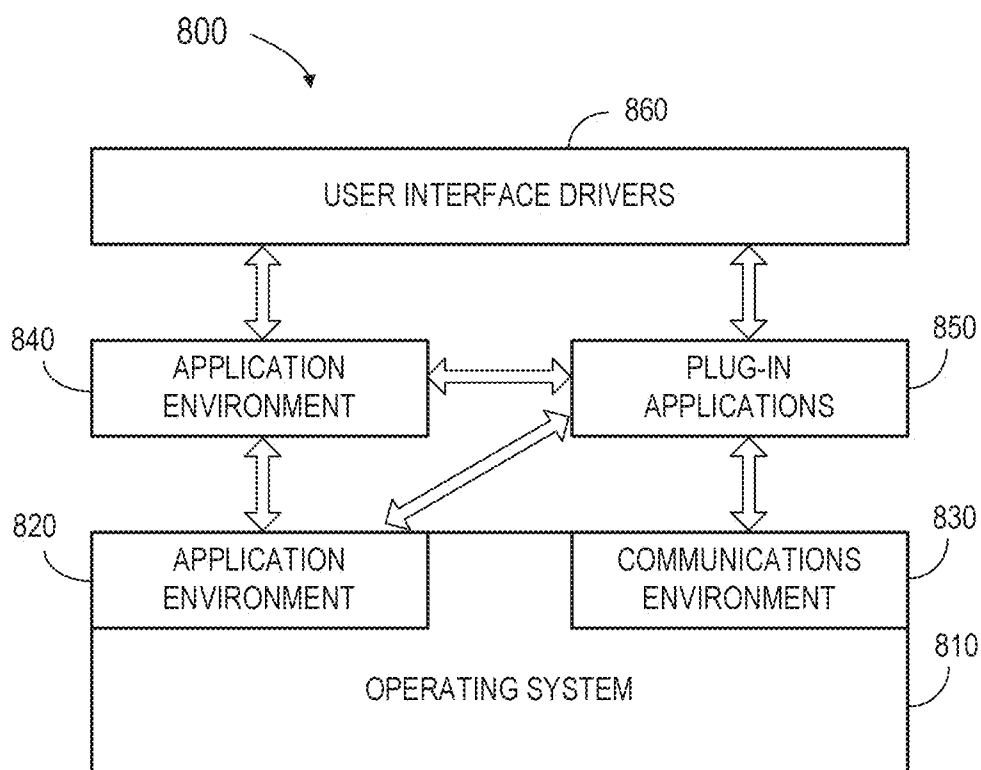 800
860
USER INTERFACE DRIVERS
840
APPLICATION
ENVIRONMENT
850
PLUG-IN
APPLICATIONS
820
APPLICATION
ENVIRONMENT
830
COMMUNICATIONS
ENVIRONMENT
810
OPERATING SYSTEM